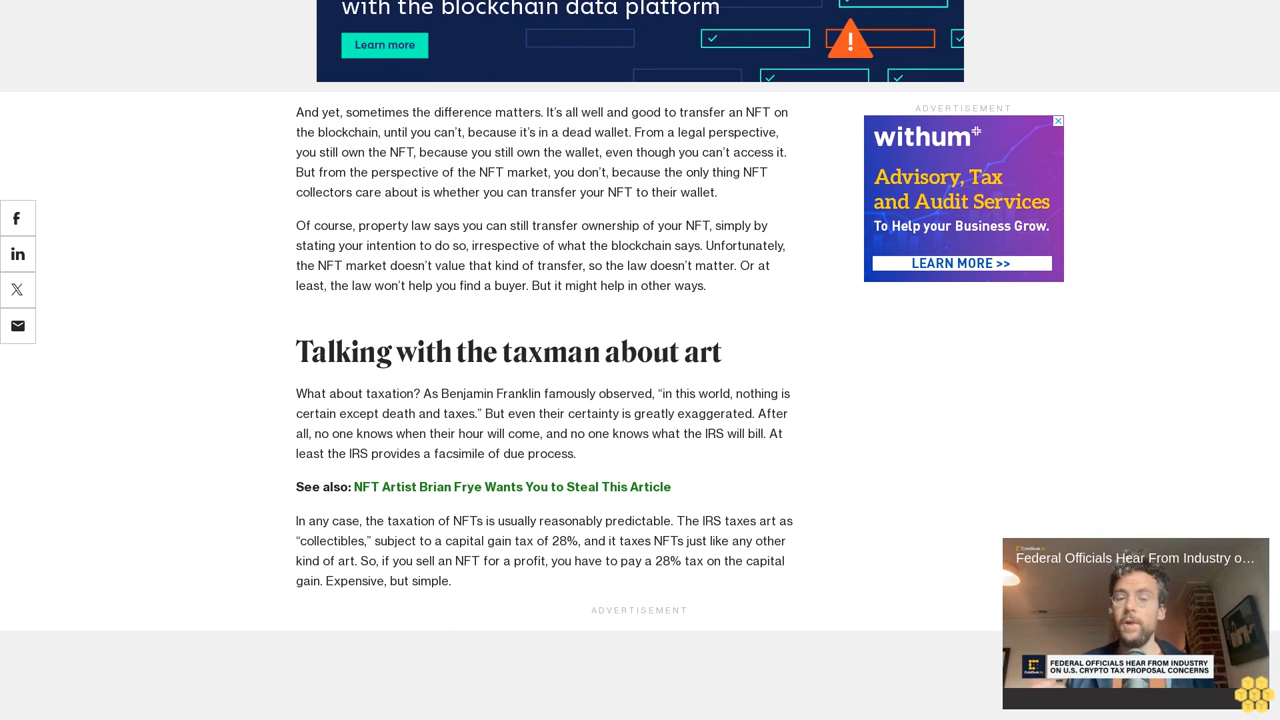 with the blockchain data platform
Learn more
And yet, sometimes the difference matters. It's all well and good to transfer an NFT on
the blockchain, until you can't, because it's in a dead wallet. From a legal perspective,
you still own the NFT, because you still own the wallet, even though you can't access it.
But from the perspective of the NFT market, you don't, because the only thing NFT
collectors care about is whether you can transfer your NFT to their wallet.
Of course, property law says you can still transfer ownership of your NFT, simply by
stating your intention to do so, irrespective of what the blockchain says. Unfortunately,
the NFT market doesn't value that kind of transfer, so the law doesn't matter. Or at
least, the law won't help you find a buyer. But it might help in other ways.
Talking with the taxman about art
What about taxation? As Benjamin Franklin famously observed, “in this world, nothing is
certain except death and taxes.” But even their certainty is greatly exaggerated. After
all, no one knows when their hour will come, and no one knows what the IRS will bill. At
least the IRS provides a facsimile of due process.
See also: NFT Artist Brian Frye Wants You to Steal This Article
In any case, the taxation of NFTs is usually reasonably predictable. The IRS taxes art as
“collectibles,” subject to a capital gain tax of 28%, and it taxes NFTs just like any other
kind of art. So, if you sell an NFT for a profit, you have to pay a 28% tax on the capital
gain. Expensive, but simple.
ADVERTISEMENT
ADVERTISEMENT
withum
Advisory, Tax
and Audit Services
To Help your Business Grow.
LEARN MORE >>
Federal Officials Hear From Industry o…
FEDERAL OFFICIALS HEAR FROM INDUSTRY
ON U.S. CRYPTO TAX PROPOSAL CONCERNS